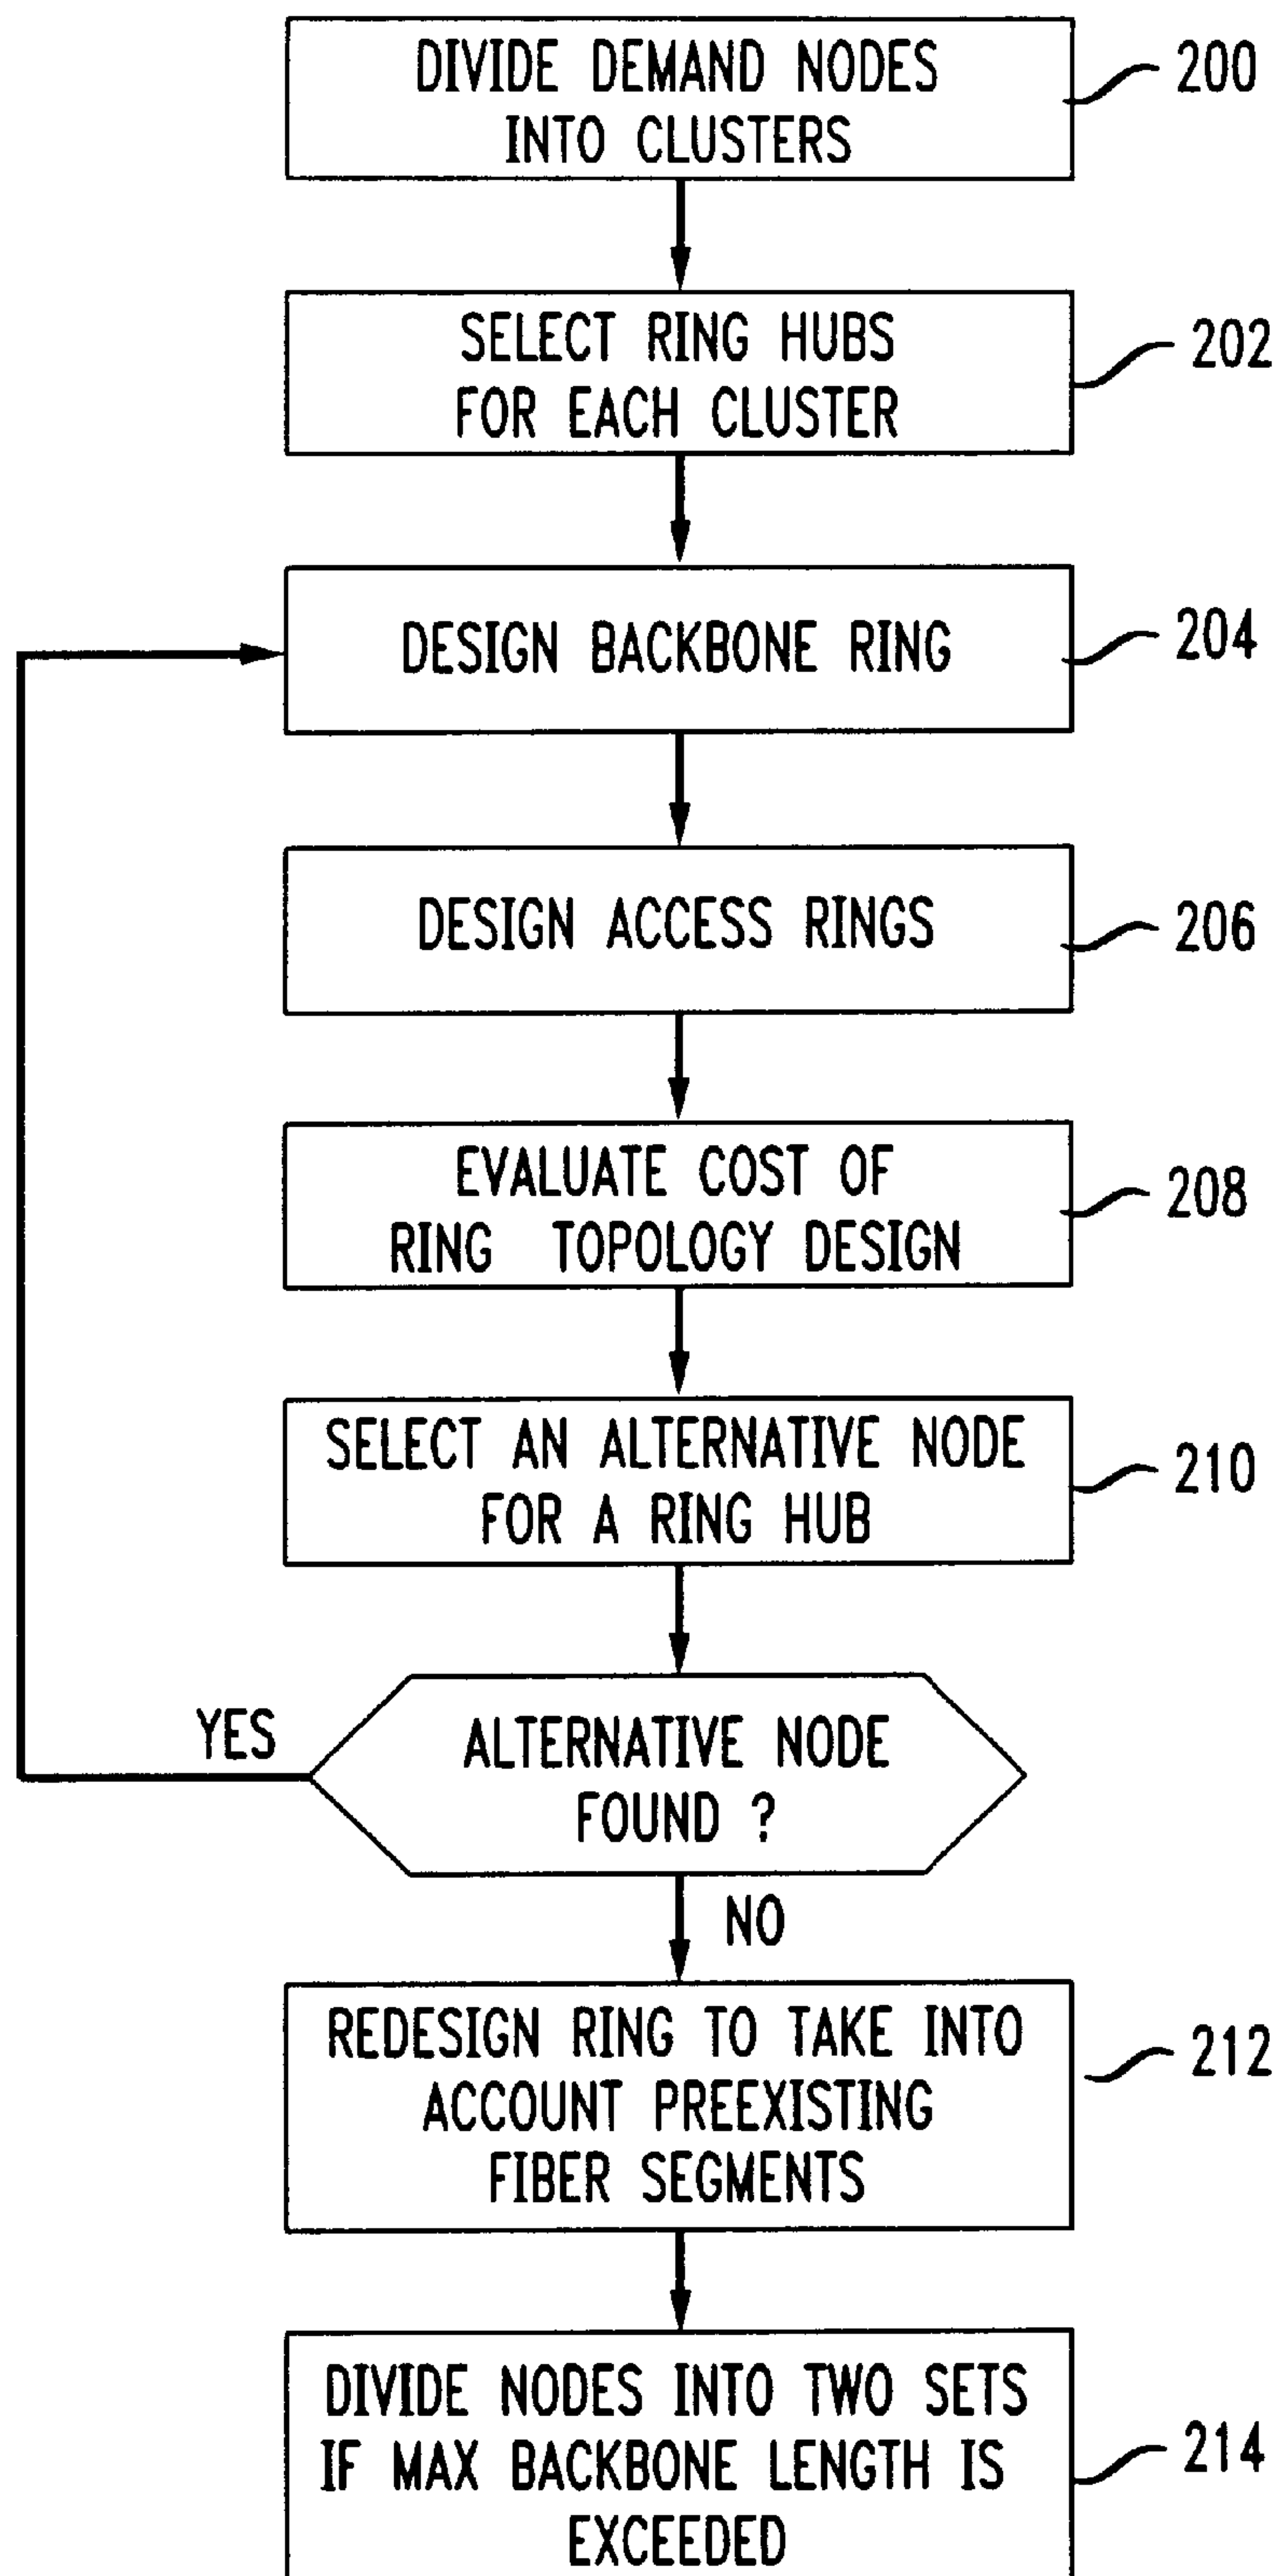 DIVIDE DEMAND NODES
INTO CLUSTERS
200
SELECT RING HUBS
FOR EACH CLUSTER
202
DESIGN BACKBONE RING
204
DESIGN ACCESS RINGS
206
EVALUATE COST OF
RING TOPOLOGY DESIGN
208
SELECT AN ALTERNATIVE NODE
FOR A RING HUB
210
YES
ALTERNATIVE NODE
FOUND ?
NO
REDESIGN RING TO TAKE INTO
ACCOUNT PREEXISTING
FIBER SEGMENTS
212
DIVIDE NODES INTO TWO SETS
IF MAX BACKBONE LENGTH IS
EXCEEDED
214